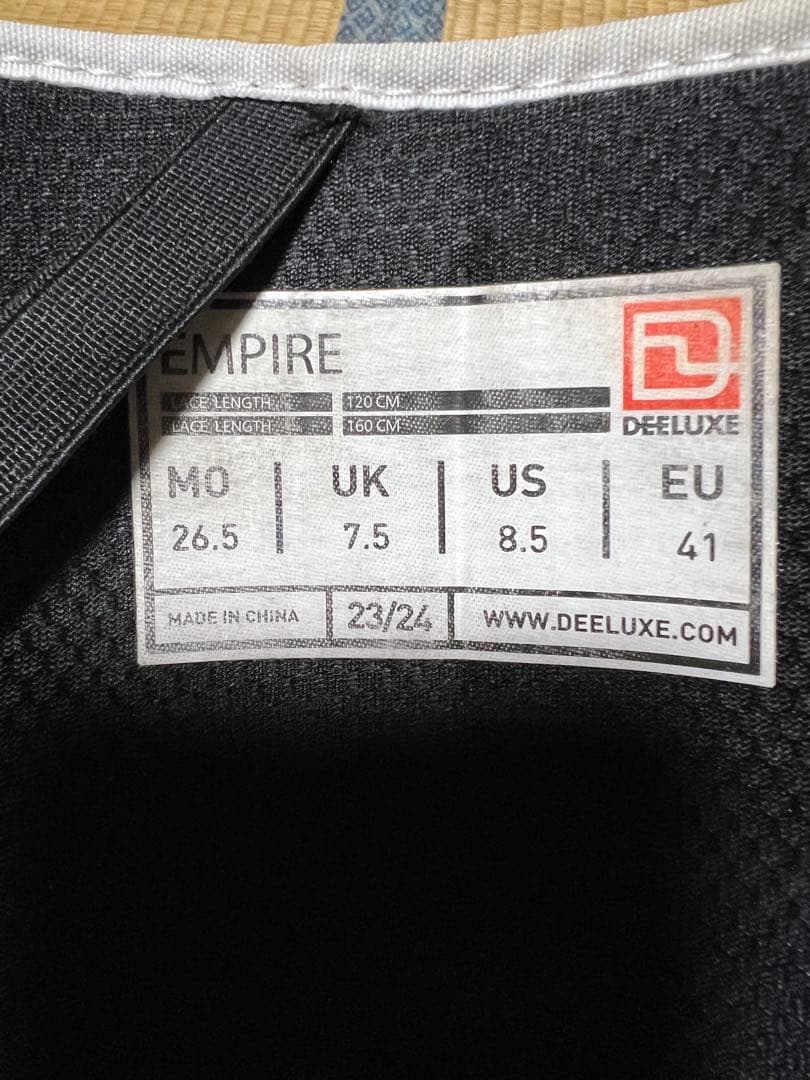 EMPIRE
LACE LENGTH 120 CM
LACE LENGTH 160 CM
DEELUXE
MO UK US EU
26.5 7.5 8.5 41
MADE IN CHINA 23/24 WWW.DEELUXE.COM